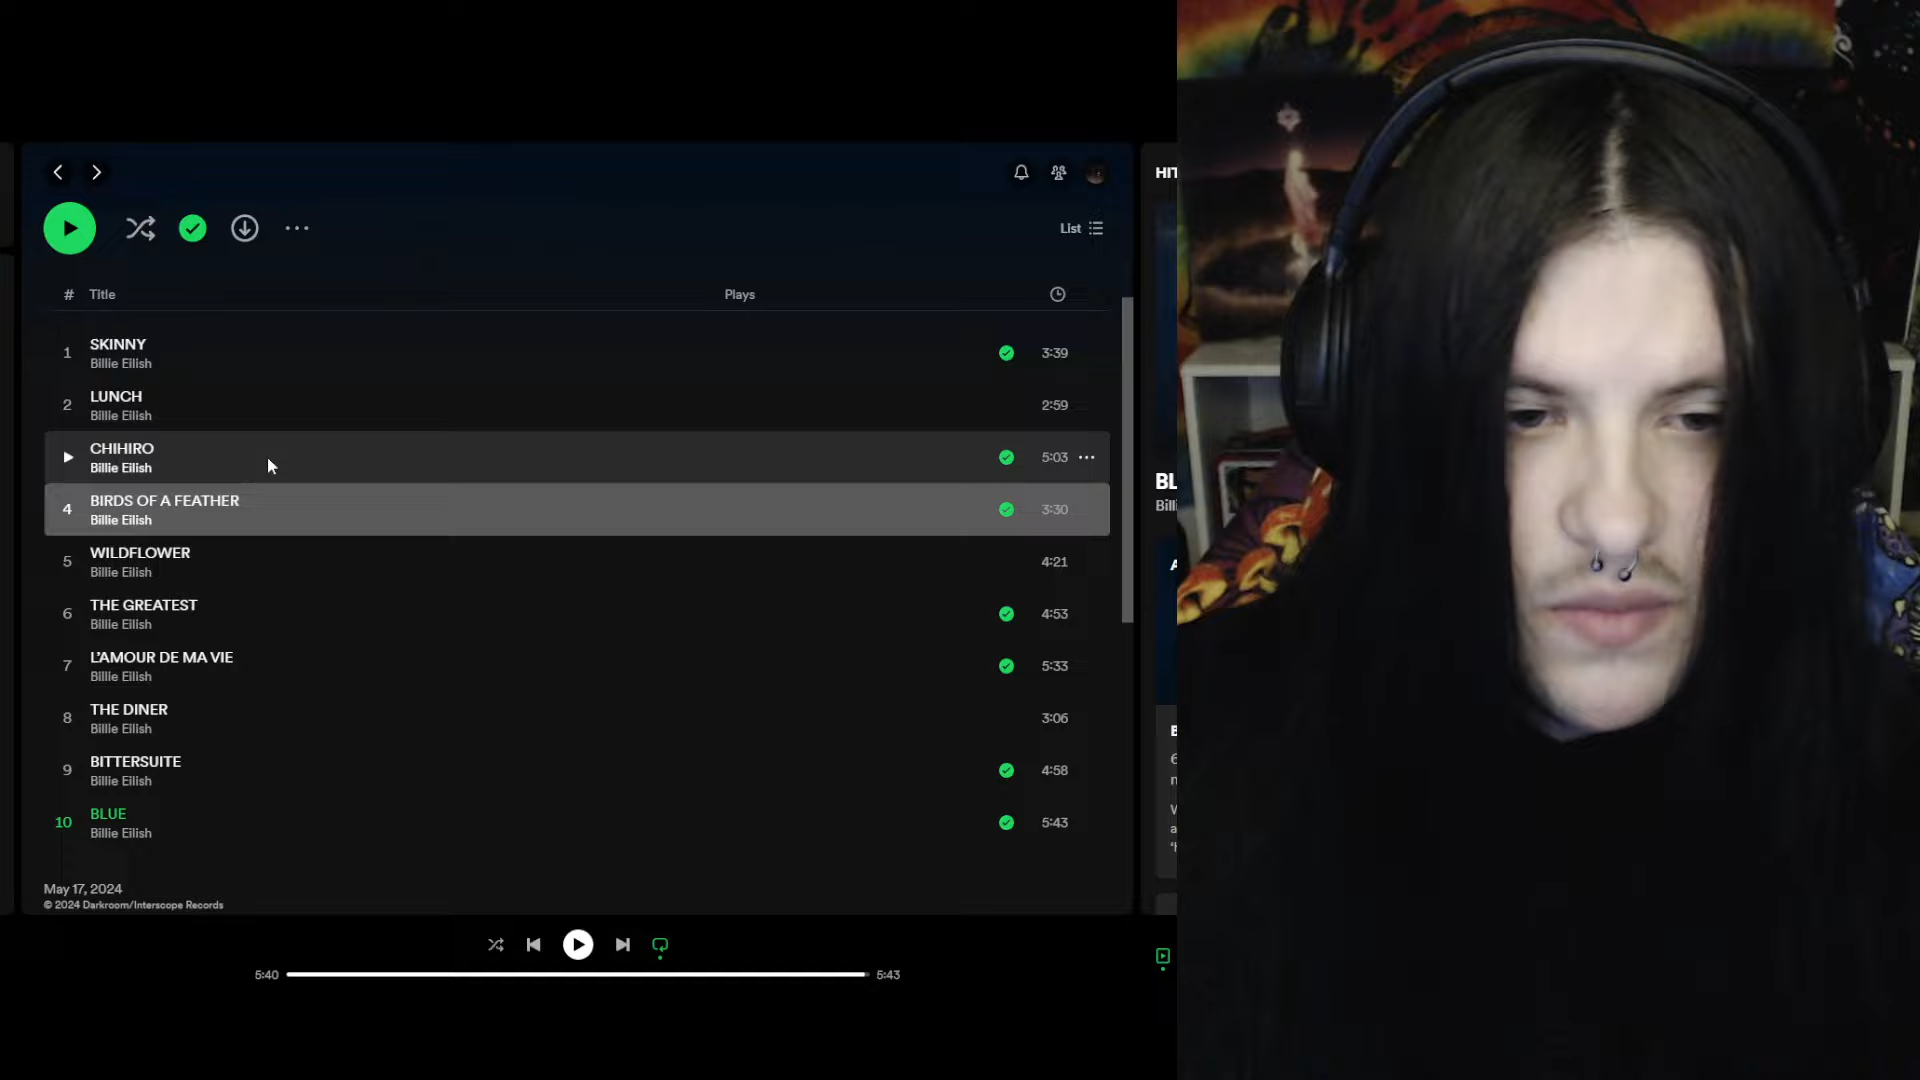 List
HIT
# Title Plays
1 SKINNY 3:39
Billie Eilish
2 LUNCH 2:59
Billie Eilish
CHIHIRO 5:03
Billie Eilish
4 BIRDS OF A FEATHER 3:30
Billie Eilish
5 WILDFLOWER 4:21
Billie Eilish
6 THE GREATEST 4:53
Billie Eilish
7 L'AMOUR DE MA VIE 5:33
Billie Eilish
8 THE DINER 3:06
Billie Eilish
9 BITTERSUITE 4:58
Billie Eilish
10 BLUE 5:43
Billie Eilish
May 17, 2024
© 2024 Darkroom/Interscope Records
BL
Billi
5:40 5:43